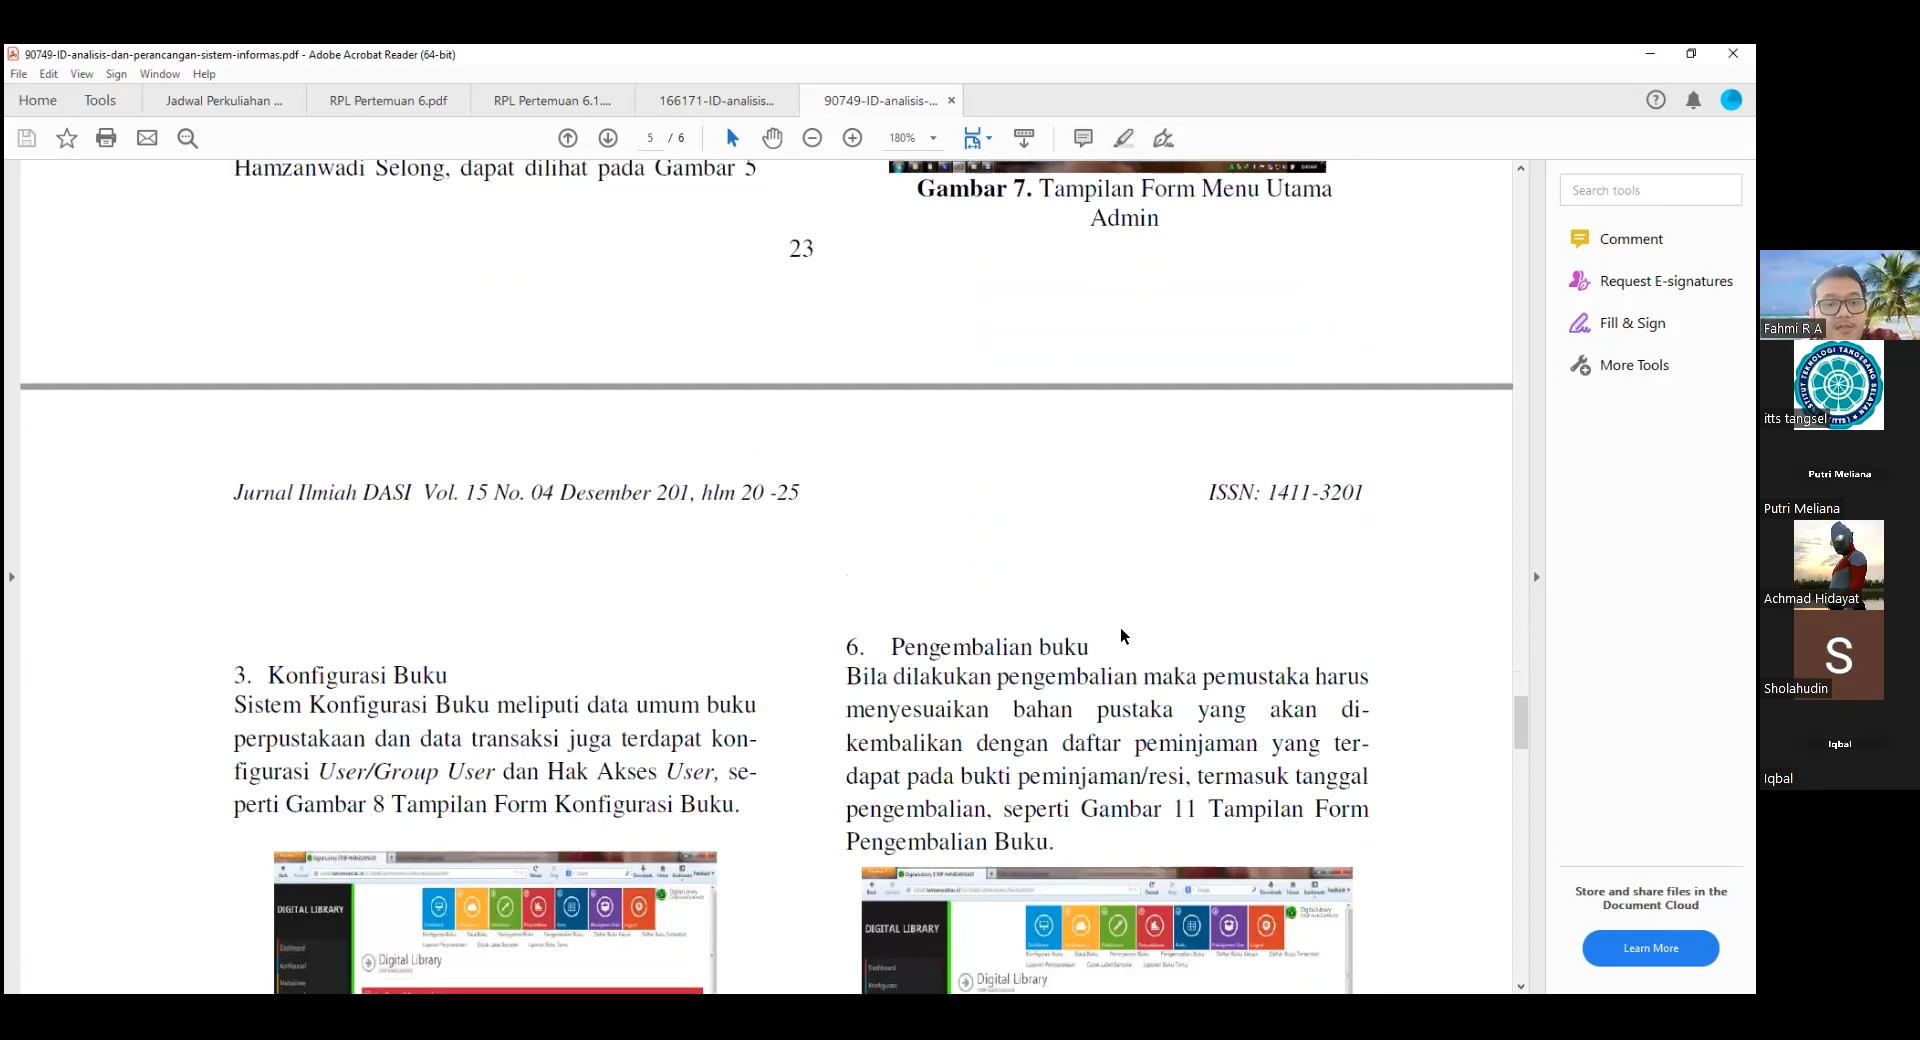 90749-ID-analisis-dan-perancangan-sistem-informas.pdf - Adobe Acrobat Reader (64-bit)
File Edit View Sign Window Help
Home Tools Jadwal Perkuliahan ... RPL Pertemuan 6.pdf RPL Pertemuan 6.1.... 166171-ID-analisis... 90749-ID-analisis-...
5 / 6 180%
Hamzanwadi Selong, dapat dilihat pada Gambar 5
Gambar 7. Tampilan Form Menu Utama
Admin
23
Jurnal Ilmiah DASI Vol. 15 No. 04 Desember 201, hlm 20 -25 ISSN: 1411-3201
3. Konfigurasi Buku
Sistem Konfigurasi Buku meliputi data umum buku
perpustakaan dan data transaksi juga terdapat kon-
figurasi User/Group User dan Hak Akses User, se-
perti Gambar 8 Tampilan Form Konfigurasi Buku.
DIGITAL LIBRARY
Dashboard
Konfigurasi
Digital Library
6. Pengembalian buku
Bila dilakukan pengembalian maka pemustaka harus
menyesuaikan bahan pustaka yang akan di-
kembalikan dengan daftar peminjaman yang ter-
dapat pada bukti peminjaman/resi, termasuk tanggal
pengembalian, seperti Gambar 11 Tampilan Form
Pengembalian Buku.
DIGITAL LIBRARY
Dashboard
Konfigurasi
Digital Library
Search tools
Comment
Request E-signatures
Fill & Sign
More Tools
Store and share files in the
Document Cloud
Learn More
Fahmi R A
INSTITUT TEKNOLOGI TANGERANG SELATAN (ITTS)
itts tangsel
Putri Meliana
Putri Meliana
Achmad Hidayat
S
Sholahudin
Iqbal
Iqbal